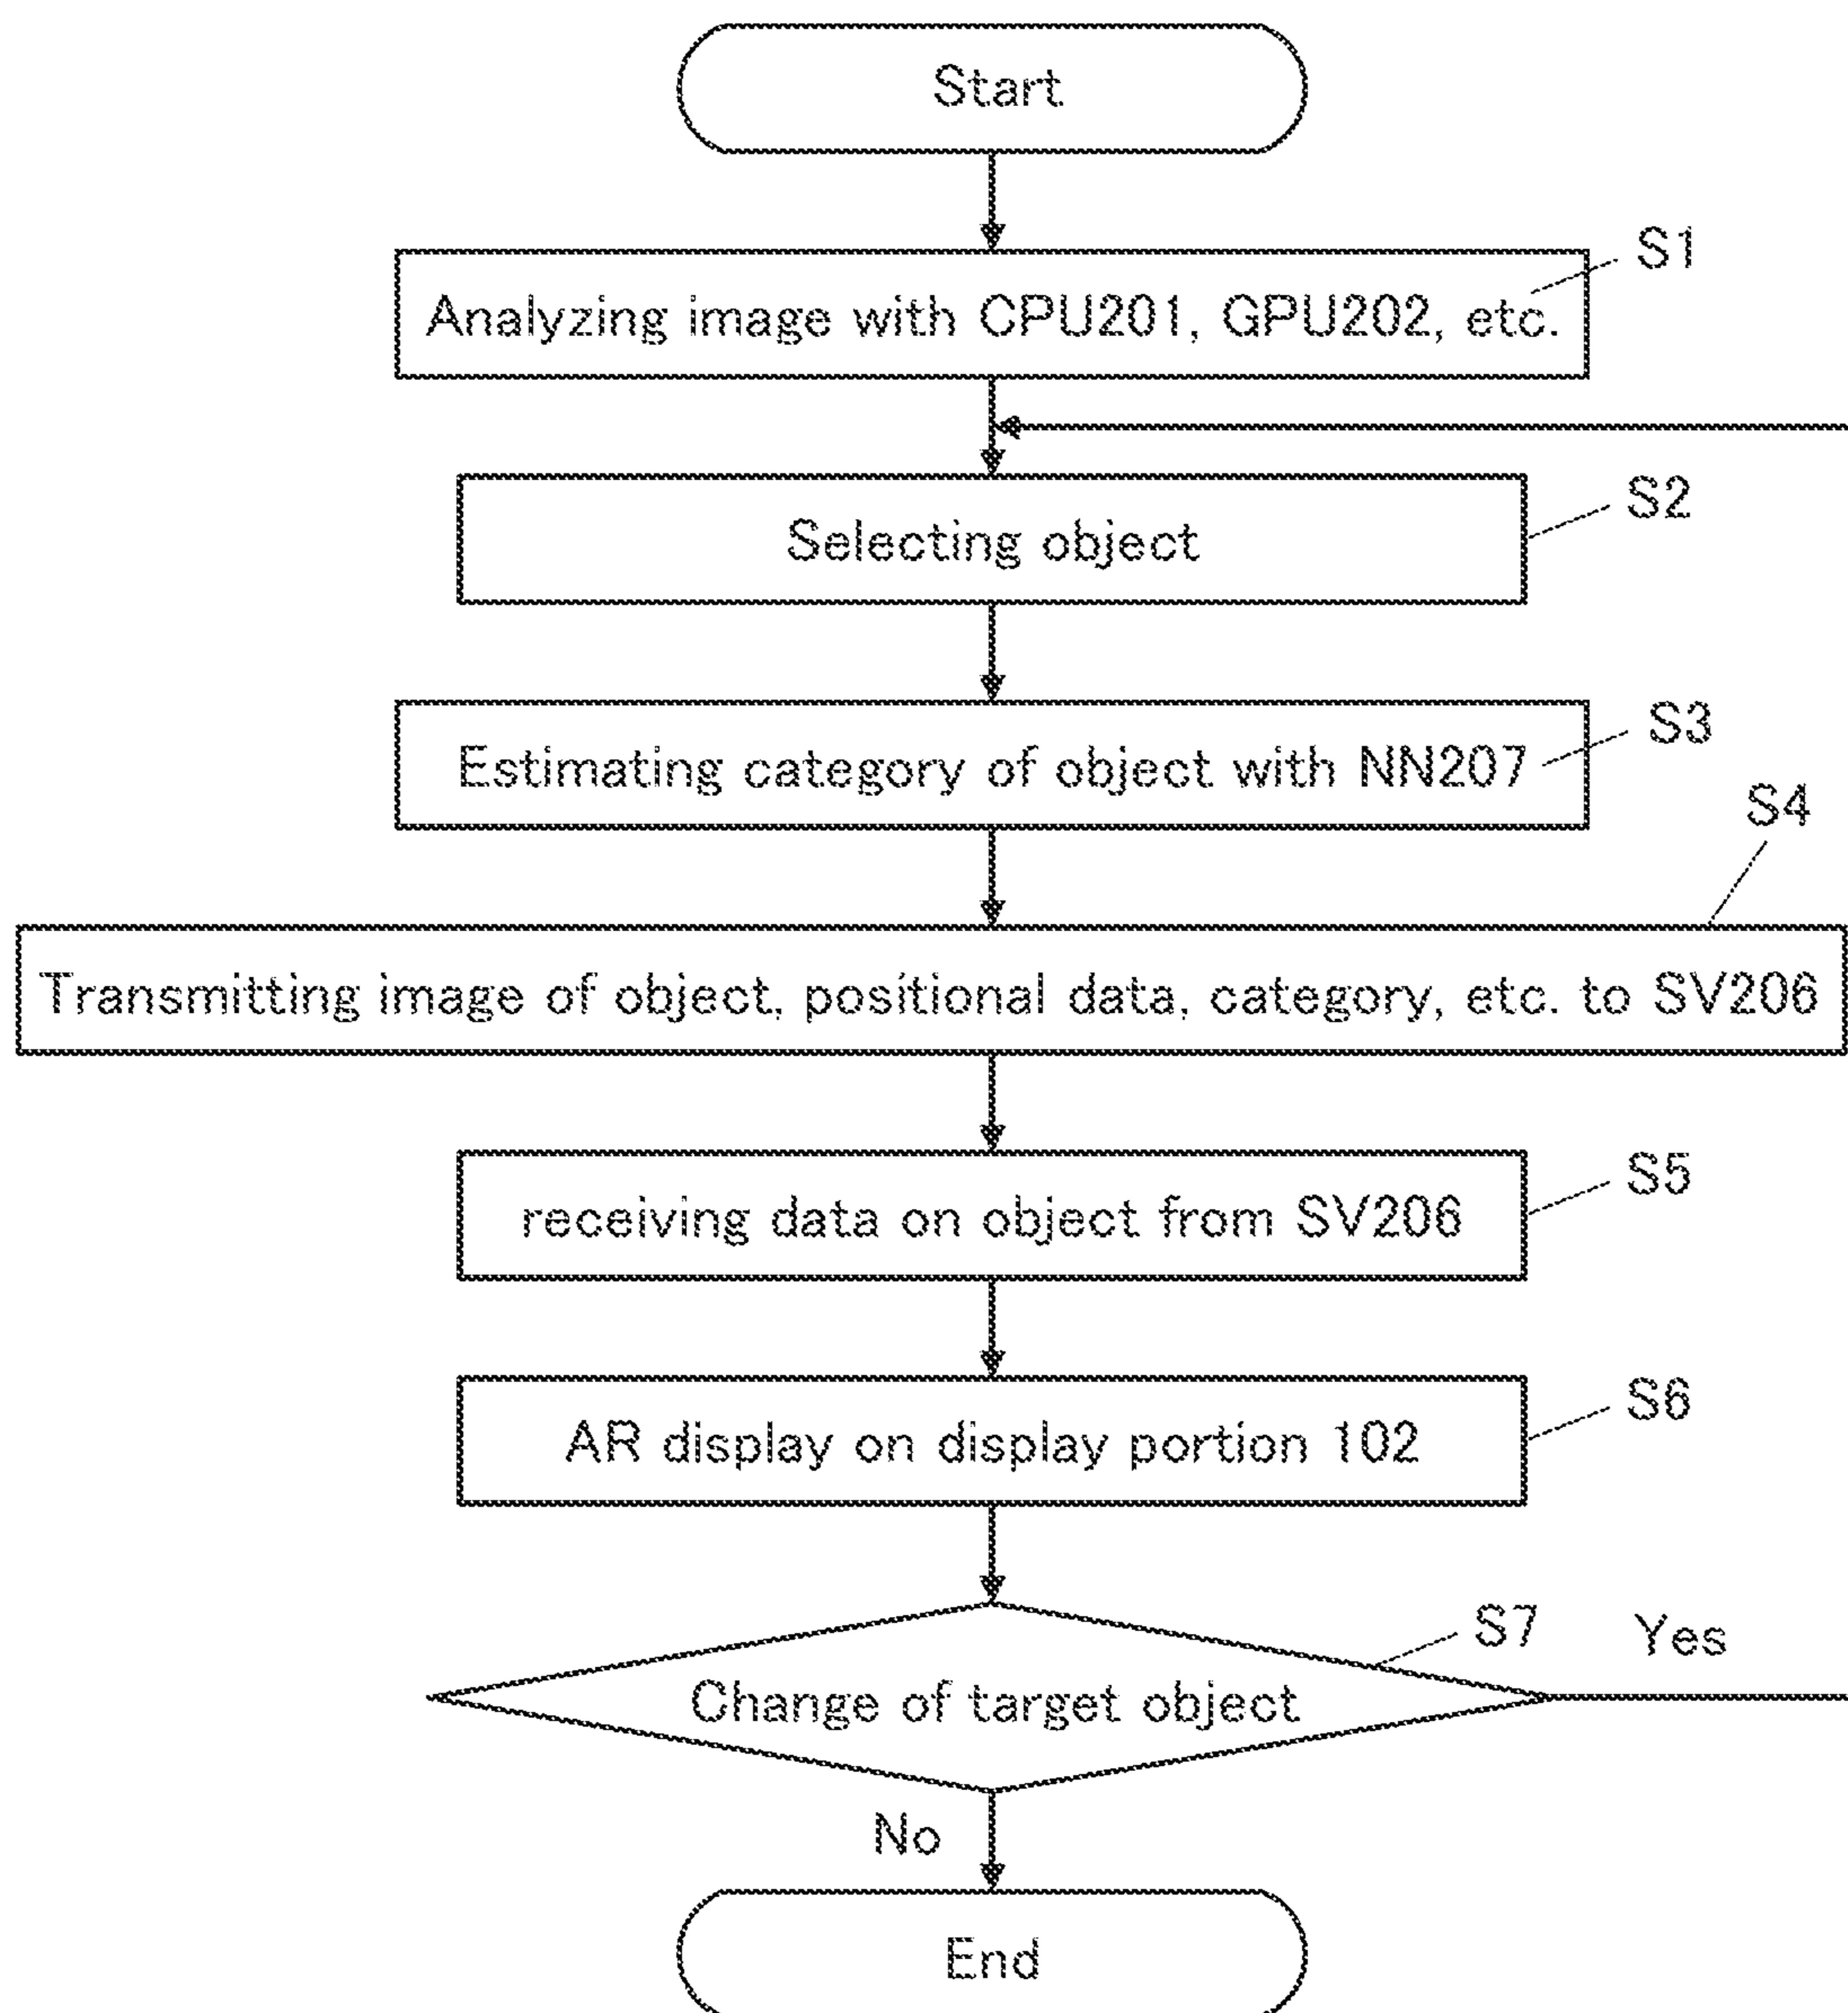 Start
S1
Analyzing image with CPU201, GPU202, etc.
S2
Selecting object
S3
Estimating category of object with NN207
S4
Transmitting image of object, positional data, category, etc. to SV206
S5
receiving data on object from SV206
S6
AR display on display portion 102
S7
Yes
Change of target object
No
End